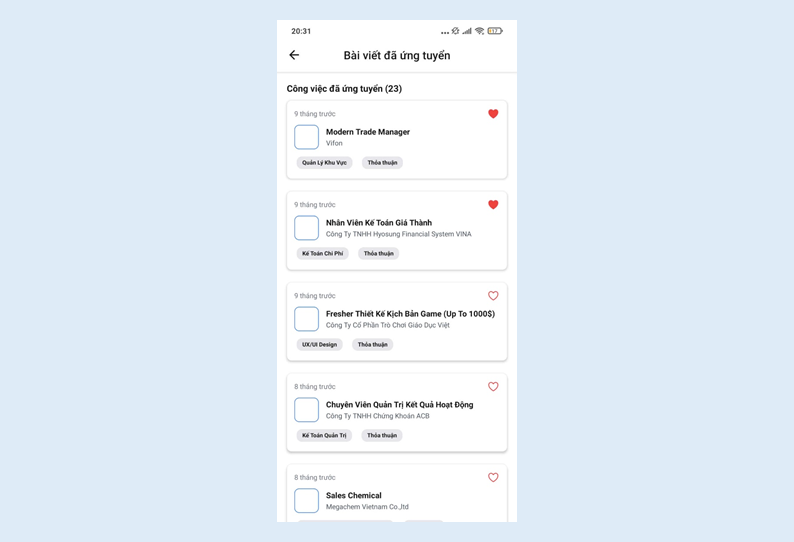 20:31
17
Bài viết đã ứng tuyển
Công việc đã ứng tuyển (23)
9 tháng trước
Modern Trade Manager
Vifon
Quản Lý Khu Vực
Thỏa thuận
9 tháng trước
Nhân Viên Kế Toán Giá Thành
Công Ty TNHH Hyosung Financial System VINA
Kế Toán Chi Phí
Thỏa thuận
9 tháng trước
Fresher Thiết Kế Kịch Bản Game (Up To 1000$)
Công Ty Cổ Phần Trò Chơi Giáo Dục Việt
UX/UI Design
Thỏa thuận
8 tháng trước
Chuyên Viên Quản Trị Kết Quả Hoạt Động
Công Ty TNHH Chứng Khoán ACB
Kế Toán Quản Trị
Thỏa thuận
8 tháng trước
Sales Chemical
Megachem Vietnam Co.,ltd